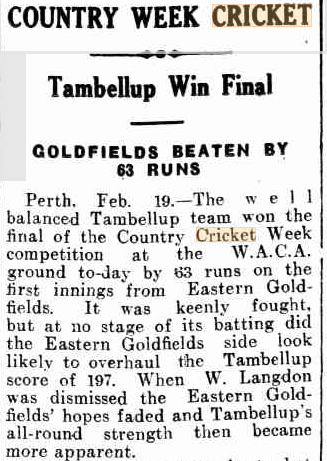 COUNTRY WEEK CRICKET
Tambellup Win Final
GOLDFIELDS BEATEN BY
63 RUNS
Perth, Feb. 19.—The well
balanced Tambellup team won the
final of the Country Cricket Week
competition at the W.A.C.A.
ground to-day by 63 runs on the
first innings from Eastern Gold-
fields. It was keenly fought,
but at no stage of its batting did
the Eastern Goldfields side look
likely to overhaul the Tambellup
score of 197. When W. Langdon
was dismissed the Eastern Gold-
fields' hopes faded and Tambellup's
all-round strength then became
more apparent.